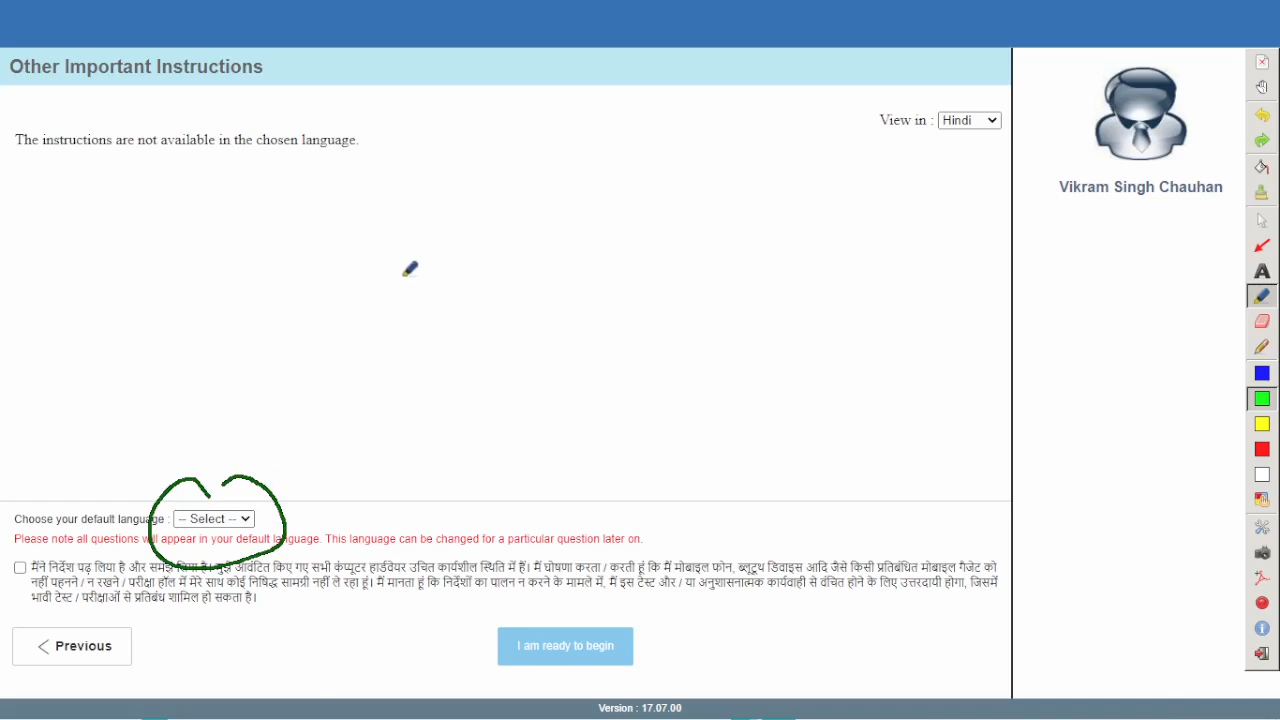 Other Important Instructions
View in : Hindi
The instructions are not available in the chosen language.
Vikram Singh Chauhan
Choose your default language : -- Select --
Please note all questions will appear in your default language. This language can be changed for a particular question later on.
मैंने निर्देश पढ़ लिया है और समझ लिया है। मुझे आवंटित किए गए सभी कंप्यूटर हार्डवेयर उचित कार्यशील स्थिति में हैं। मैं घोषणा करता / करती हूं कि मैं मोबाइल फोन, ब्लूटूथ डिवाइस आदि जैसे किसी प्रतिबंधित मोबाइल गैजेट को
नहीं पहनने / न रखने / परीक्षा हॉल में मेरे साथ कोई निषिद्ध सामग्री नहीं ले रहा हूं। मैं मानता हूं कि निर्देशों का पालन न करने के मामले में, मैं इस टेस्ट और / या अनुशासनात्मक कार्यवाही से वंचित होने के लिए उत्तरदायी होगा, जिसमें
भावी टेस्ट / परीक्षाओं से प्रतिबंध शामिल हो सकता है।
Previous
I am ready to begin
Version : 17.07.00